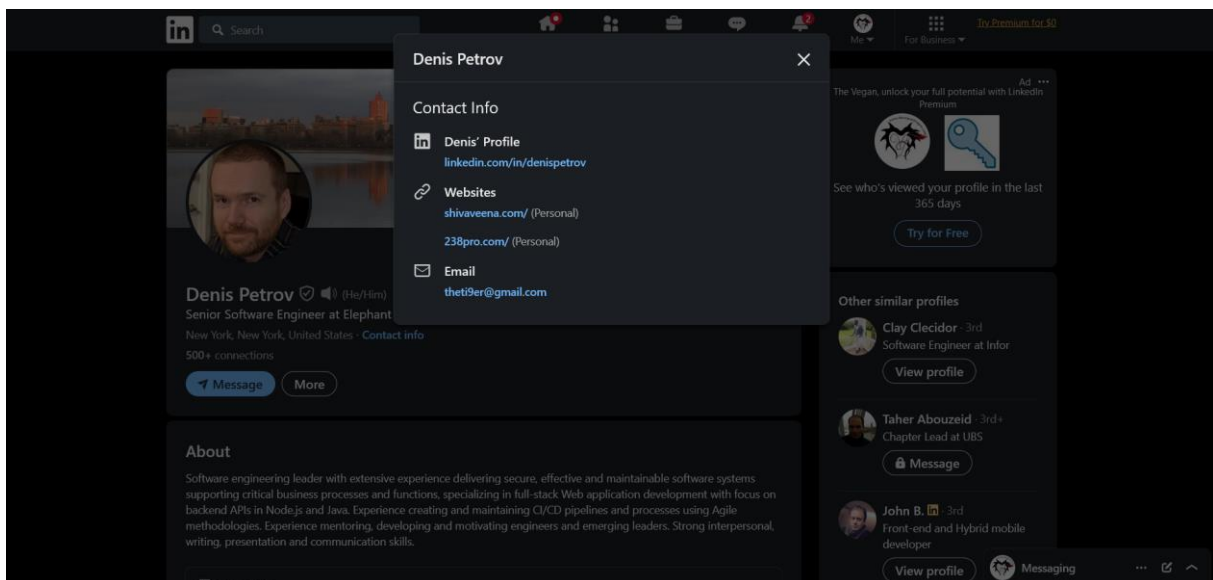 in
Search
2
Me
For Business
Try Premium for $0
Denis Petrov
Contact Info
in Denis' Profile
linkedin.com/in/denispetrov
Websites
shivaveena.com/ (Personal)
238pro.com/ (Personal)
Email
theti9er@gmail.com
Denis Petrov (He/Him)
Senior Software Engineer at Elephant
New York, New York, United States · Contact info
500+ connections
Message
More
About
Software engineering leader with extensive experience delivering secure, effective and maintainable software systems
supporting critical business processes and functions, specializing in full-stack Web application development with focus on
backend APIs in Node.js and Java. Experience creating and maintaining CI/CD pipelines and processes using Agile
methodologies. Experience mentoring, developing and motivating engineers and emerging leaders. Strong interpersonal,
writing, presentation and communication skills.
Ad ···
The Vegan, unlock your full potential with LinkedIn
Premium
See who's viewed your profile in the last
365 days
Try for Free
Other similar profiles
Clay Clecidor · 3rd
Software Engineer at Infor
View profile
Taher Abouzeid · 3rd+
Chapter Lead at UBS
Message
John B. in · 3rd
Front-end and Hybrid mobile
developer
View profile
Messaging